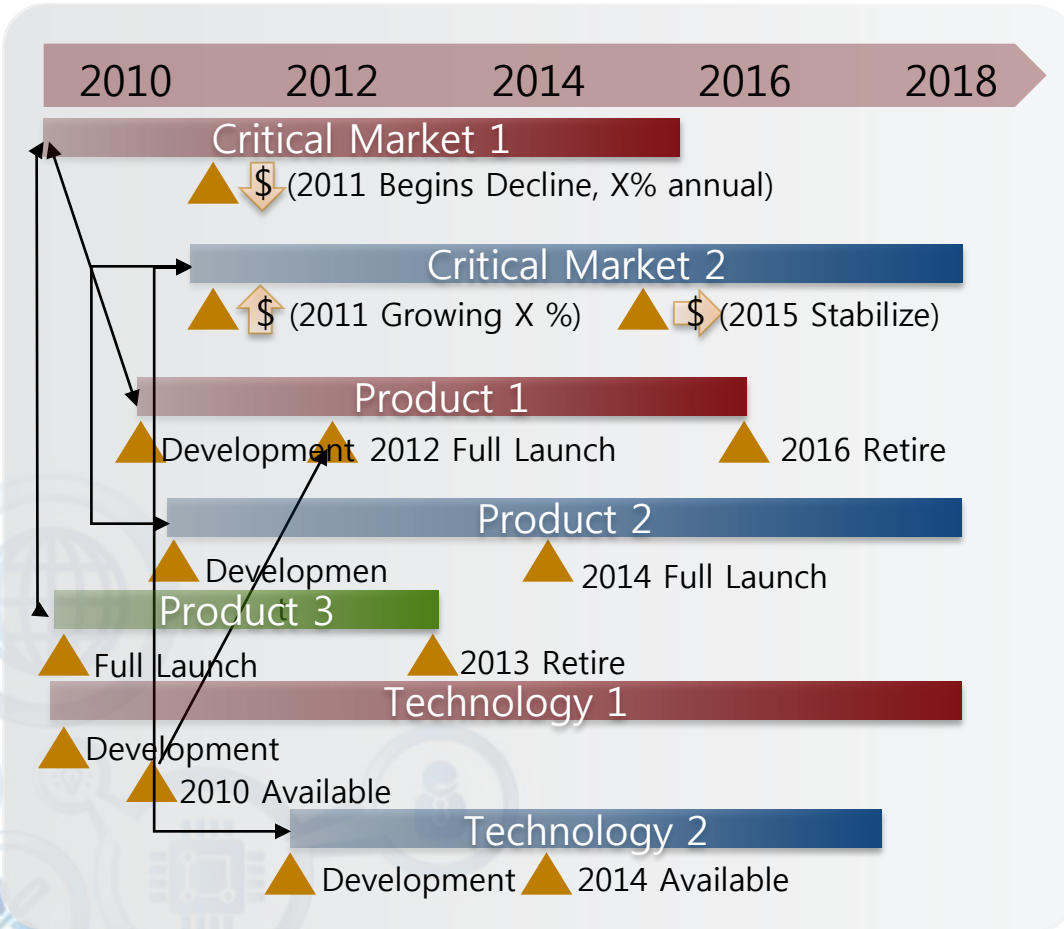 2010 2012 2014 2016 2018
Critical Market 1
$ (2011 Begins Decline, X% annual)
Critical Market 2
$ (2011 Growing X %) $ (2015 Stabilize)
Product 1
Development 2012 Full Launch 2016 Retire
Product 2
Developmen 2014 Full Launch
t
Product 3
Full Launch 2013 Retire
Technology 1
Development
2010 Available
Technology 2
Development 2014 Available